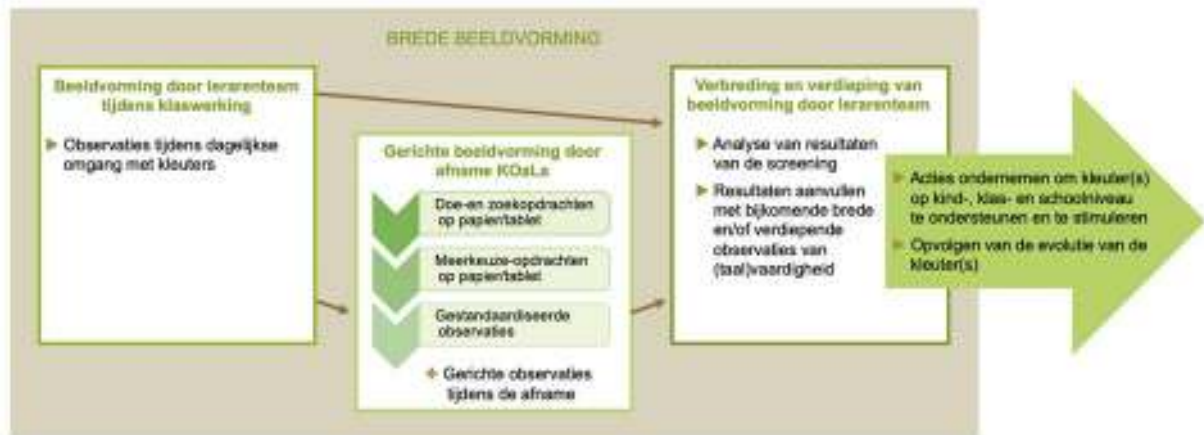 BREDE BEELDVORMING
Beeldvorming door lerarenteam
tijdens klaswerking
▶ Observaties tijdens dagelijkse
omgang met kleuters
Gerichte beeldvorming door
afname KOaLa
Doe-en zoekopdrachten
op papier/tablet
Meerkeuze-opdrachten
op papier/tablet
Gestandaardiseerde
observaties
+ Gerichte observaties
tijdens de afname
Verbreding en verdieping van
beeldvorming door lerarenteam
▶ Analyse van resultaten
van de screening
▶ Resultaten aanvullen
met bijkomende brede
en/of verdiepende
observaties van
(taal)vaardigheid
▶ Acties ondernemen om kleuter(s)
op kind-, klas- en schoolniveau
te ondersteunen en te stimuleren
▶ Opvolgen van de evolutie van de
kleuter(s)